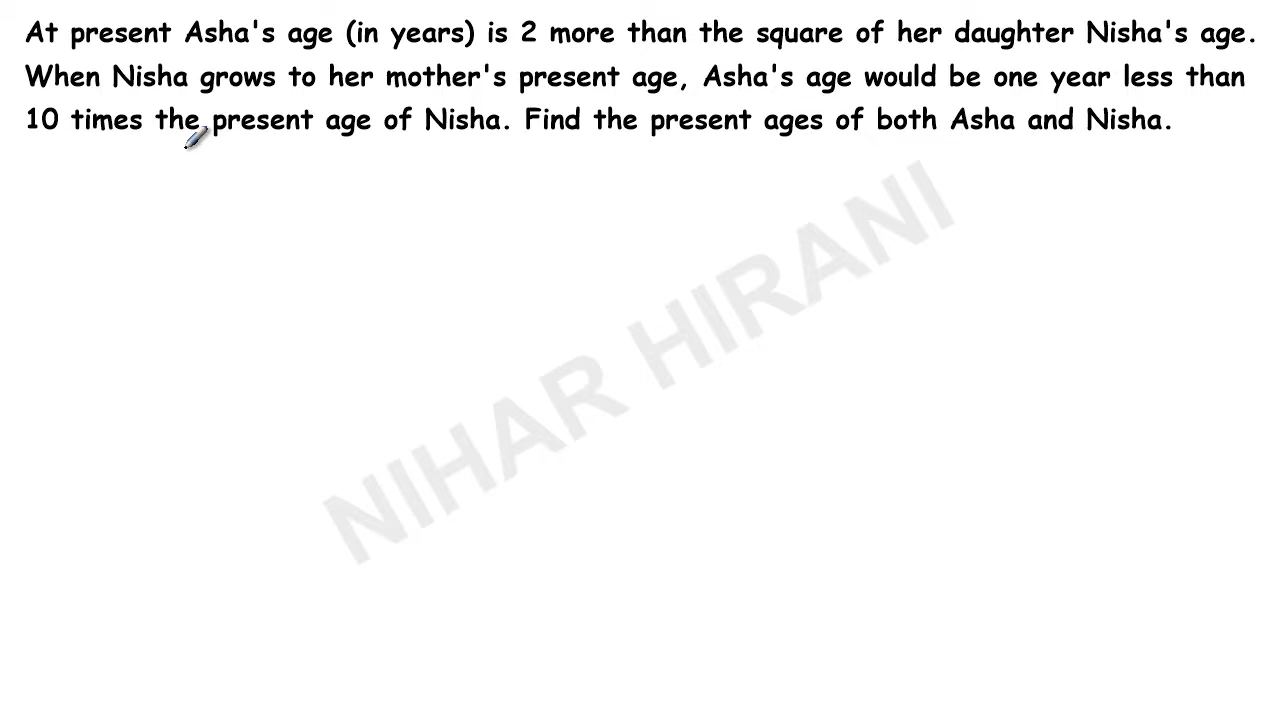 At present Asha's age (in years) is 2 more than the square of her daughter Nisha's age.
When Nisha grows to her mother's present age, Asha's age would be one year less than
10 times the present age of Nisha. Find the present ages of both Asha and Nisha.
NIHAR HIRANI